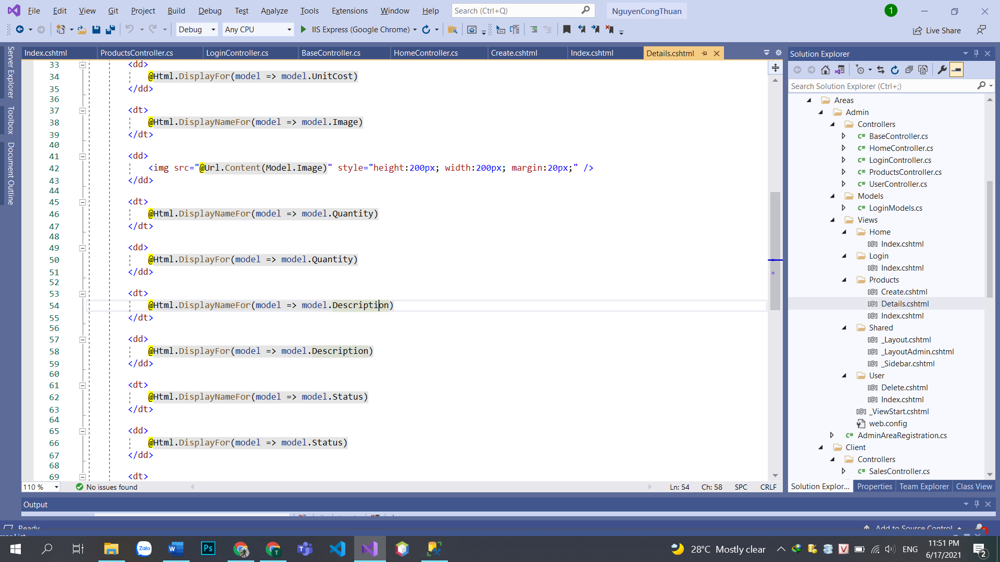 File Edit View Git Project Build Debug Test Analyze Tools Extensions Window Help Search (Ctrl+Q) NguyenCongThuan 1
Debug Any CPU IIS Express (Google Chrome) Live Share
Server Explorer
Toolbox
Document Outline
Index.cshtml ProductsController.cs LoginController.cs BaseController.cs HomeController.cs Create.cshtml Index.cshtml Details.cshtml
33 <dd>
34 @Html.DisplayFor(model => model.UnitCost)
35 </dd>
36
37 <dt>
38 @Html.DisplayNameFor(model => model.Image)
39 </dt>
40
41 <dd>
42 <img src="@Url.Content(Model.Image)" style="height:200px; width:200px; margin:20px;" />
43 </dd>
44
45 <dt>
46 @Html.DisplayNameFor(model => model.Quantity)
47 </dt>
48
49 <dd>
50 @Html.DisplayFor(model => model.Quantity)
51 </dd>
52
53 <dt>
54 @Html.DisplayNameFor(model => model.Description)
55 </dt>
56
57 <dd>
58 @Html.DisplayFor(model => model.Description)
59 </dd>
60
61 <dt>
62 @Html.DisplayNameFor(model => model.Status)
63 </dt>
64
65 <dd>
66 @Html.DisplayFor(model => model.Status)
67 </dd>
68
69 <dt>
110 % No issues found Ln: 54 Ch: 58 SPC CRLF
Solution Explorer
Search Solution Explorer (Ctrl+;)
Areas
Admin
Controllers
C# BaseController.cs
C# HomeController.cs
C# LoginController.cs
C# ProductsController.cs
C# UserController.cs
Models
C# LoginModels.cs
Views
Home
[@] Index.cshtml
Login
[@] Index.cshtml
Products
[@] Create.cshtml
[@] Details.cshtml
[@] Index.cshtml
Shared
[@] _Layout.cshtml
[@] _LayoutAdmin.cshtml
[@] _Sidebar.cshtml
User
[@] Delete.cshtml
[@] Index.cshtml
[@] _ViewStart.cshtml
web.config
C# AdminAreaRegistration.cs
Client
Controllers
C# SalesController.cs
Solution Explor... Properties Team Explorer Class View
Output
Ready Add to Source Control
Zalo W Ps T V 28°C Mostly clear ENG 11:51 PM
6/17/2021 2